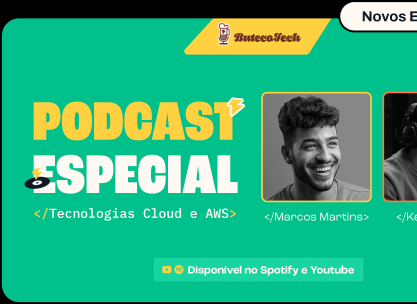 Novos E
ButecoTech
PODCAST
ESPECIAL
</Tecnologias Cloud e AWS>
</Marcos Martins>
</Ke
Disponível no Spotify e Youtube